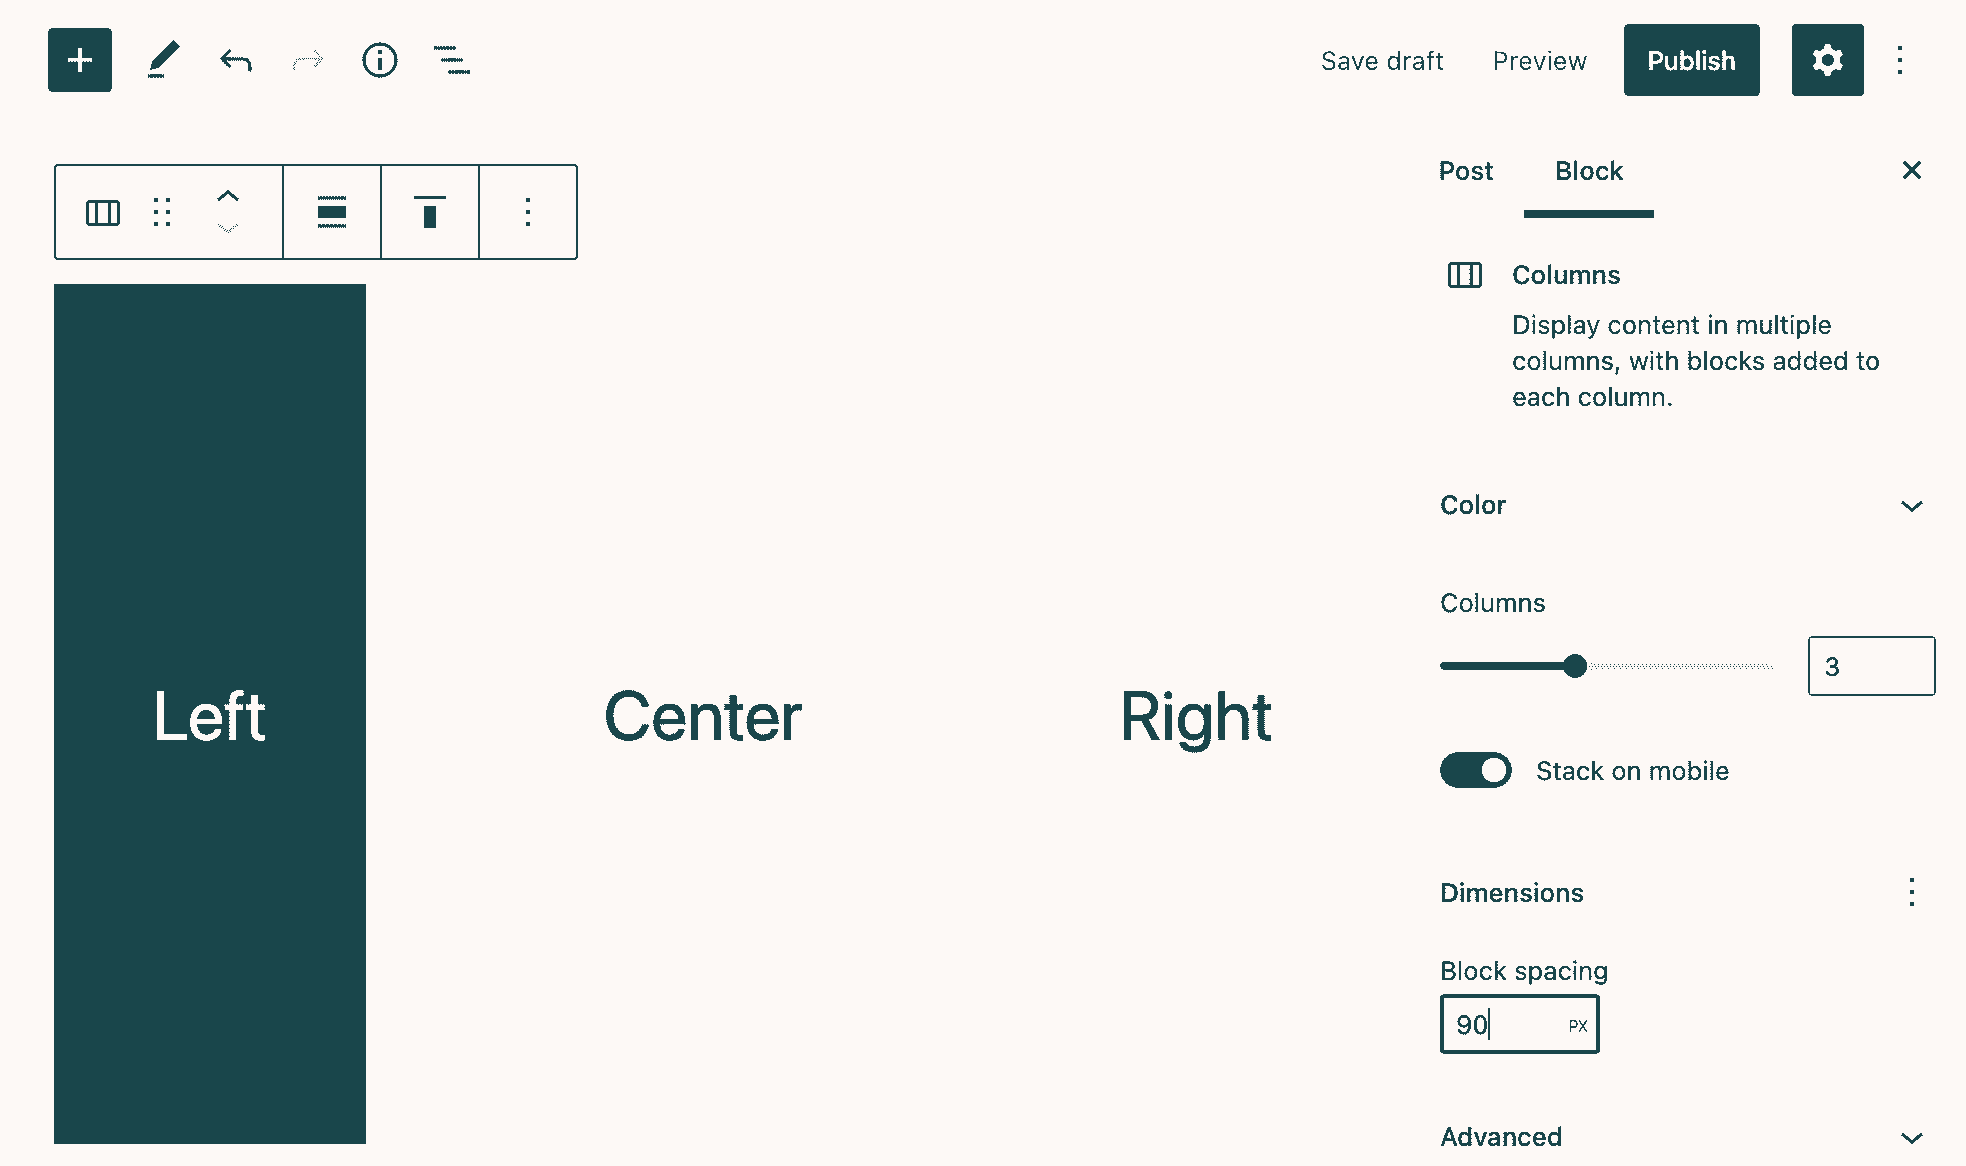 Save draft Preview Publish
Post Block
Columns
Display content in multiple
columns, with blocks added to
each column.
Color
Columns
3
Stack on mobile
Dimensions
Block spacing
90 PX
Advanced
Left Center Right